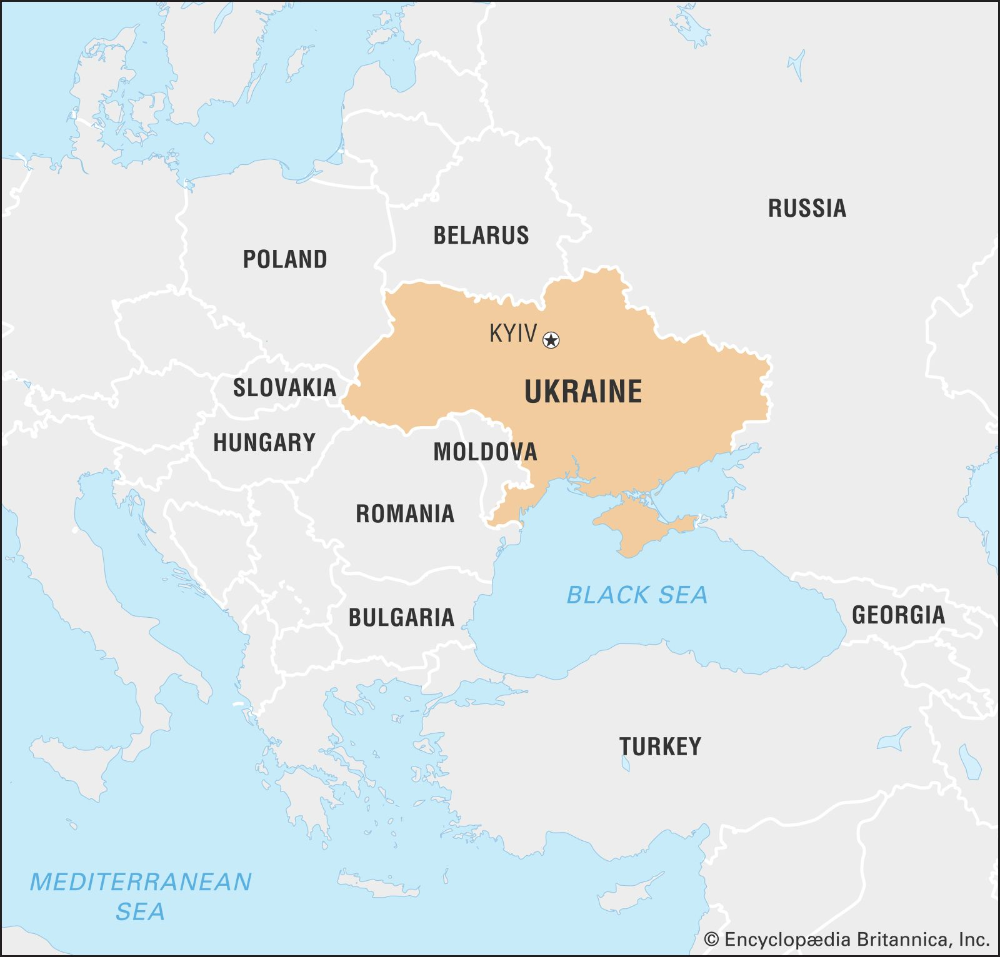 RUSSIA
BELARUS
POLAND
KYIV
UKRAINE
SLOVAKIA
HUNGARY
MOLDOVA
ROMANIA
BLACK SEA
BULGARIA
GEORGIA
TURKEY
MEDITERRANEAN
SEA
© Encyclopædia Britannica, Inc.